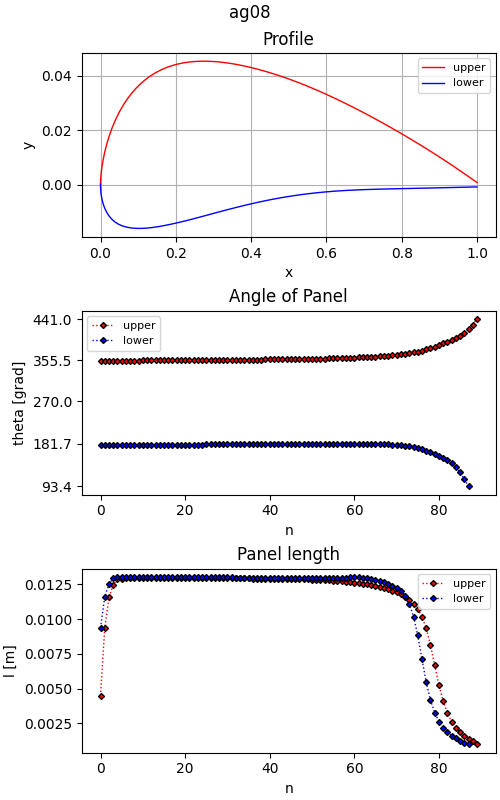 ag08
Profile
upper
lower
0.04
0.02
0.00
y
0.0 0.2 0.4 0.6 0.8 1.0
x
Angle of Panel
upper
lower
441.0
355.5
270.0
181.7
93.4
theta [grad]
0 20 40 60 80
n
Panel length
upper
lower
0.0125
0.0100
0.0075
0.0050
0.0025
l [m]
0 20 40 60 80
n